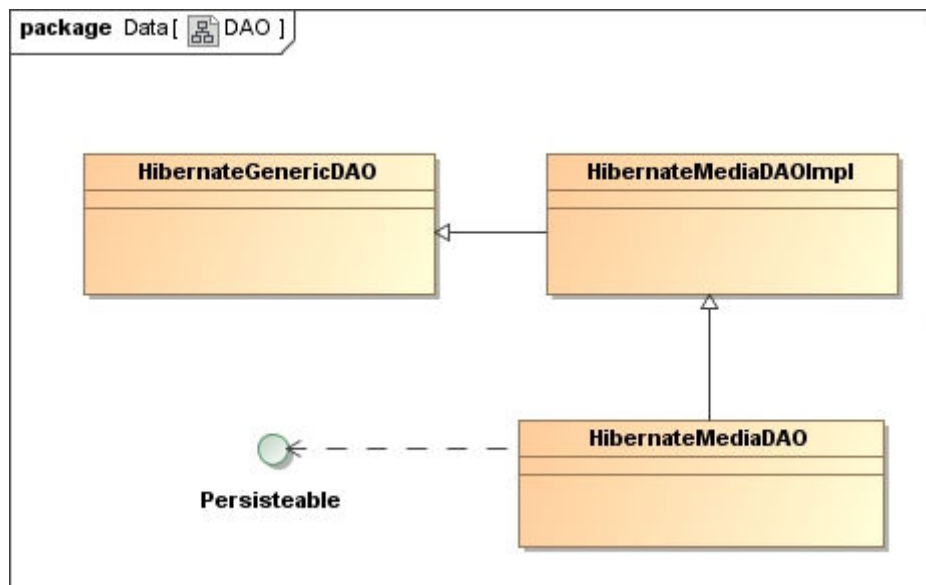 package Data [ DAO ]
HibernateGenericDAO
HibernateMediaDAOImpl
HibernateMediaDAO
Persisteable